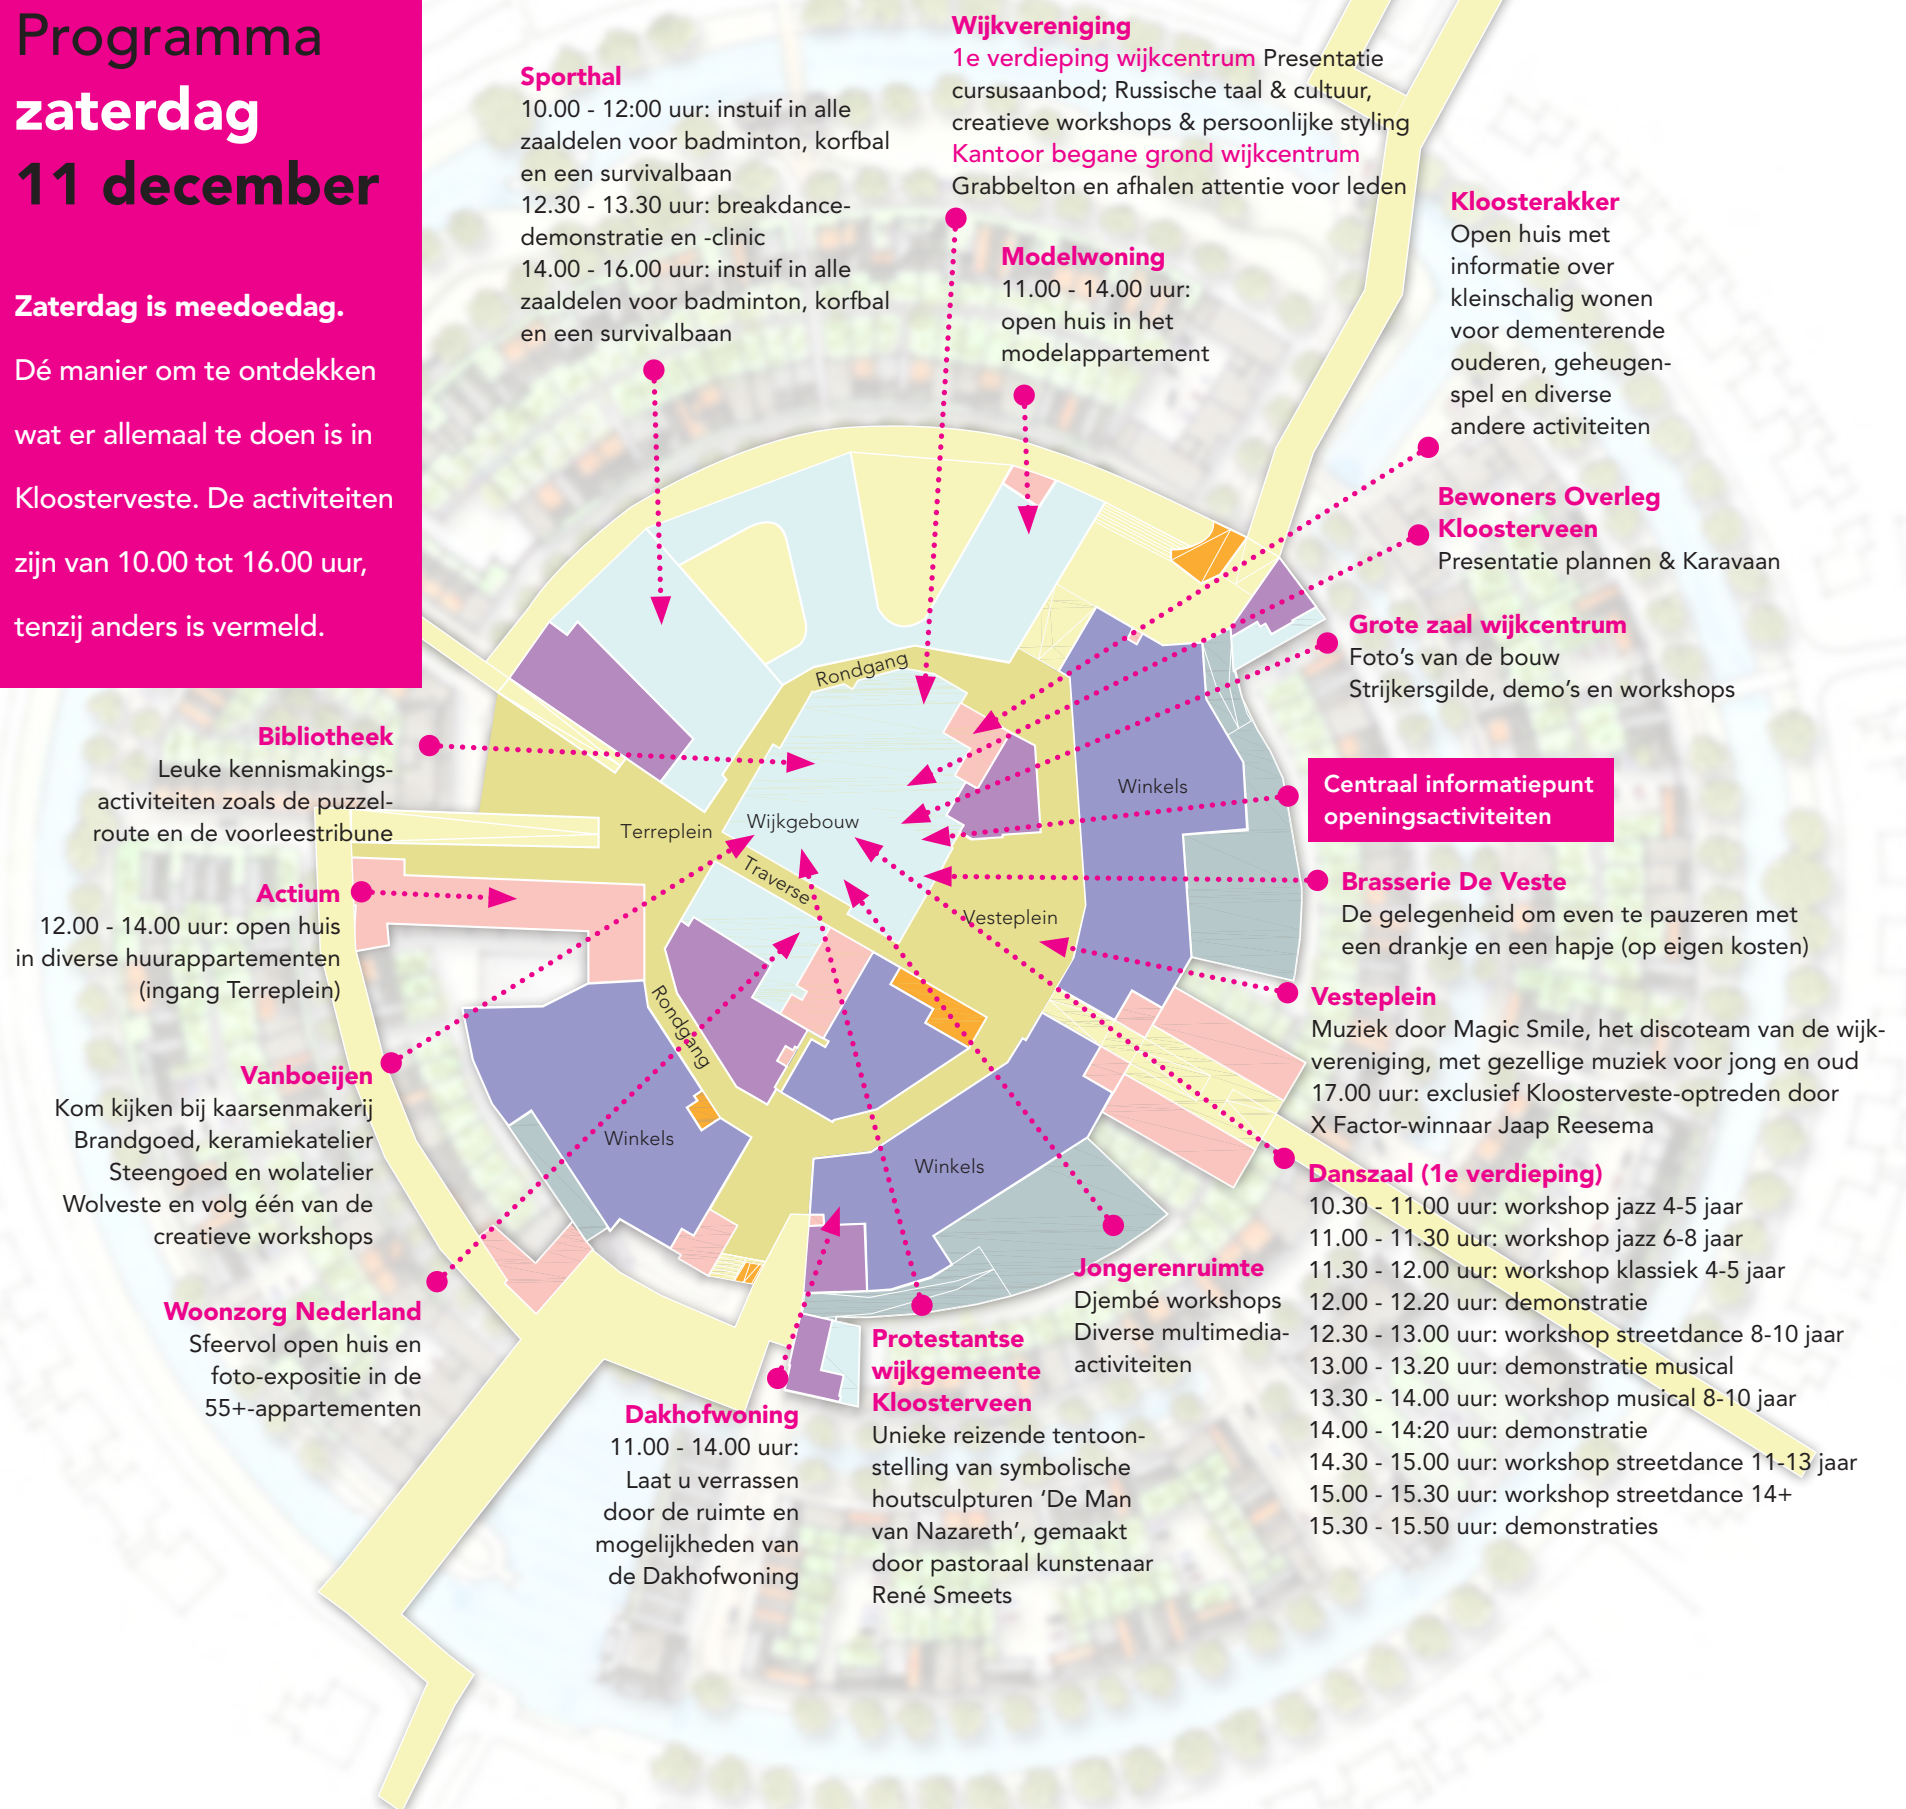 Programma
zaterdag
11 december
Zaterdag is meedoedag.
Dé manier om te ontdekken
wat er allemaal te doen is in
Kloosterveste. De activiteiten
zijn van 10.00 tot 16.00 uur,
tenzij anders is vermeld.
Sporthal
10.00 - 12:00 uur: instuif in alle
zaaldelen voor badminton, korfbal
en een survivalbaan
12.30 - 13.30 uur: breakdance-
demonstratie en -clinic
14.00 - 16.00 uur: instuif in alle
zaaldelen voor badminton, korfbal
en een survivalbaan
Wijkvereniging
1e verdieping wijkcentrum Presentatie
cursusaanbod; Russische taal & cultuur,
creatieve workshops & persoonlijke styling
Kantoor begane grond wijkcentrum
Grabbelton en afhalen attentie voor leden
Modelwoning
11.00 - 14.00 uur:
open huis in het
modelappartement
Kloosterakker
Open huis met
informatie over
kleinschalig wonen
voor dementerende
ouderen, geheugen-
spel en diverse
andere activiteiten
Bewoners Overleg
Kloosterveen
Presentatie plannen & Karavaan
Grote zaal wijkcentrum
Foto's van de bouw
Strijkersgilde, demo's en workshops
Centraal informatiepunt
openingsactiviteiten
Brasserie De Veste
De gelegenheid om even te pauzeren met
een drankje en een hapje (op eigen kosten)
Vesteplein
Muziek door Magic Smile, het discoteam van de wijk-
vereniging, met gezellige muziek voor jong en oud
17.00 uur: exclusief Kloosterveste-optreden door
X Factor-winnaar Jaap Reesema
Danszaal (1e verdieping)
10.30 - 11.00 uur: workshop jazz 4-5 jaar
11.00 - 11.30 uur: workshop jazz 6-8 jaar
11.30 - 12.00 uur: workshop klassiek 4-5 jaar
12.00 - 12.20 uur: demonstratie
12.30 - 13.00 uur: workshop streetdance 8-10 jaar
13.00 - 13.20 uur: demonstratie musical
13.30 - 14.00 uur: workshop musical 8-10 jaar
14.00 - 14:20 uur: demonstratie
14.30 - 15.00 uur: workshop streetdance 11-13 jaar
15.00 - 15.30 uur: workshop streetdance 14+
15.30 - 15.50 uur: demonstraties
Bibliotheek
Leuke kennismakings-
activiteiten zoals de puzzel-
route en de voorleestribune
Actium
12.00 - 14.00 uur: open huis
in diverse huurappartementen
(ingang Terreplein)
Vanboeijen
Kom kijken bij kaarsenmakerij
Brandgoed, keramiekatelier
Steengoed en wolatelier
Wolveste en volg één van de
creatieve workshops
Woonzorg Nederland
Sfeervol open huis en
foto-expositie in de
55+-appartementen
Dakhofwoning
11.00 - 14.00 uur:
Laat u verrassen
door de ruimte en
mogelijkheden van
de Dakhofwoning
Protestantse
wijkgemeente
Kloosterveen
Unieke reizende tentoon-
stelling van symbolische
houtsculpturen 'De Man
van Nazareth', gemaakt
door pastoraal kunstenaar
René Smeets
Jongerenruimte
Djembé workshops
Diverse multimedia-
activiteiten
Rondgang
Winkels
Wijkgebouw
Terreplein
Traverse
Vesteplein
Rondgang
Winkels
Winkels